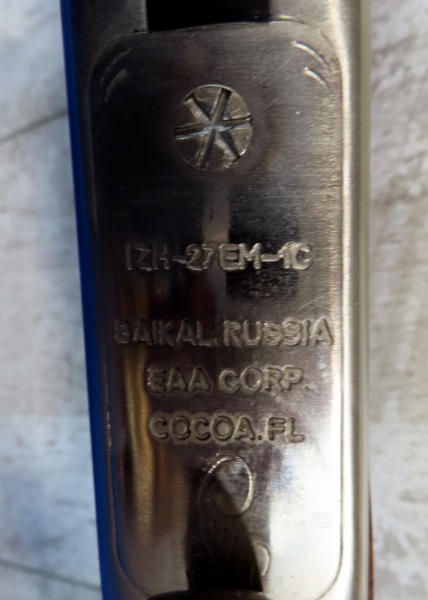 IZH-27EM-1C
BAIKAL.RUSSIA
EAA CORP.
COCOA.FL